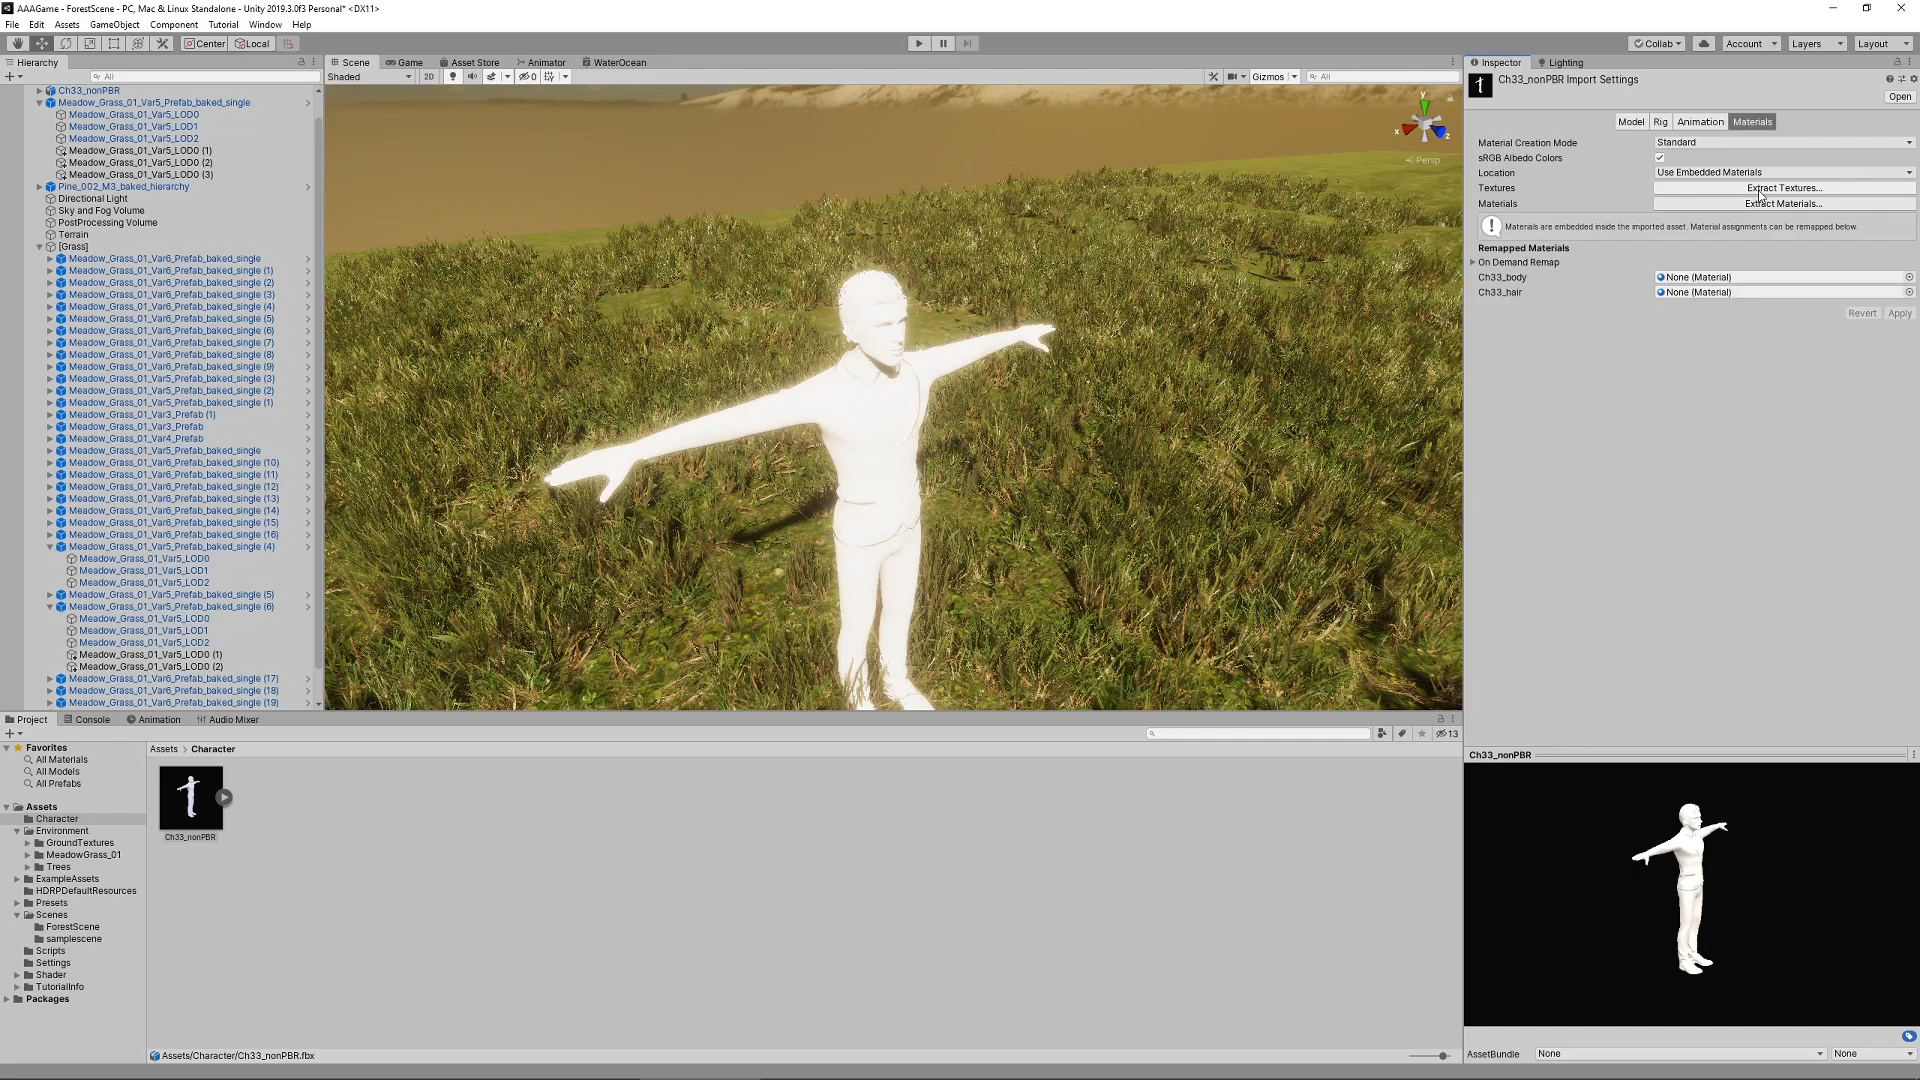 AAAGame - ForestScene - PC, Mac & Linux Standalone - Unity 2019.3.0f3 Personal* <DX11>
File Edit Assets GameObject Component Tutorial Window Help
Center Local Collab Account Layers Layout
Hierarchy
All
Ch33_nonPBR
Meadow_Grass_01_Var5_Prefab_baked_single
Meadow_Grass_01_Var5_LOD0
Meadow_Grass_01_Var5_LOD1
Meadow_Grass_01_Var5_LOD2
Meadow_Grass_01_Var5_LOD0 (1)
Meadow_Grass_01_Var5_LOD0 (2)
Meadow_Grass_01_Var5_LOD0 (3)
Pine_002_M3_baked_hierarchy
Directional Light
Sky and Fog Volume
PostProcessing Volume
Terrain
[Grass]
Meadow_Grass_01_Var6_Prefab_baked_single
Meadow_Grass_01_Var6_Prefab_baked_single (1)
Meadow_Grass_01_Var6_Prefab_baked_single (2)
Meadow_Grass_01_Var6_Prefab_baked_single (3)
Meadow_Grass_01_Var6_Prefab_baked_single (4)
Meadow_Grass_01_Var6_Prefab_baked_single (5)
Meadow_Grass_01_Var6_Prefab_baked_single (6)
Meadow_Grass_01_Var6_Prefab_baked_single (7)
Meadow_Grass_01_Var6_Prefab_baked_single (8)
Meadow_Grass_01_Var6_Prefab_baked_single (9)
Meadow_Grass_01_Var5_Prefab_baked_single (3)
Meadow_Grass_01_Var5_Prefab_baked_single (2)
Meadow_Grass_01_Var5_Prefab_baked_single (1)
Meadow_Grass_01_Var3_Prefab (1)
Meadow_Grass_01_Var3_Prefab
Meadow_Grass_01_Var4_Prefab
Meadow_Grass_01_Var5_Prefab_baked_single
Meadow_Grass_01_Var6_Prefab_baked_single (10)
Meadow_Grass_01_Var6_Prefab_baked_single (11)
Meadow_Grass_01_Var6_Prefab_baked_single (12)
Meadow_Grass_01_Var6_Prefab_baked_single (13)
Meadow_Grass_01_Var6_Prefab_baked_single (14)
Meadow_Grass_01_Var6_Prefab_baked_single (15)
Meadow_Grass_01_Var6_Prefab_baked_single (16)
Meadow_Grass_01_Var5_Prefab_baked_single (4)
Meadow_Grass_01_Var5_LOD0
Meadow_Grass_01_Var5_LOD1
Meadow_Grass_01_Var5_LOD2
Meadow_Grass_01_Var5_Prefab_baked_single (5)
Meadow_Grass_01_Var5_Prefab_baked_single (6)
Meadow_Grass_01_Var5_LOD0
Meadow_Grass_01_Var5_LOD1
Meadow_Grass_01_Var5_LOD2
Meadow_Grass_01_Var5_LOD0 (1)
Meadow_Grass_01_Var5_LOD0 (2)
Meadow_Grass_01_Var6_Prefab_baked_single (17)
Meadow_Grass_01_Var6_Prefab_baked_single (18)
Meadow_Grass_01_Var6_Prefab_baked_single (19)
Scene Game Asset Store Animator WaterOcean
Shaded 2D 0 Gizmos All
y
x z
Persp
Inspector Lighting
Ch33_nonPBR Import Settings
Open
Model Rig Animation Materials
Material Creation Mode Standard
sRGB Albedo Colors
Location Use Embedded Materials
Textures Extract Textures...
Materials Extract Materials...
Materials are embedded inside the imported asset. Material assignments can be remapped below.
Remapped Materials
On Demand Remap
Ch33_body None (Material)
Ch33_hair None (Material)
Revert Apply
Project Console Animation Audio Mixer
13
Favorites
All Materials
All Models
All Prefabs
Assets
Character
Environment
GroundTextures
MeadowGrass_01
Trees
ExampleAssets
HDRPDefaultResources
Presets
Scenes
ForestScene
samplescene
Scripts
Settings
Shader
TutorialInfo
Packages
Assets > Character
Ch33_nonPBR
Assets/Character/Ch33_nonPBR.fbx
Ch33_nonPBR
AssetBundle None None